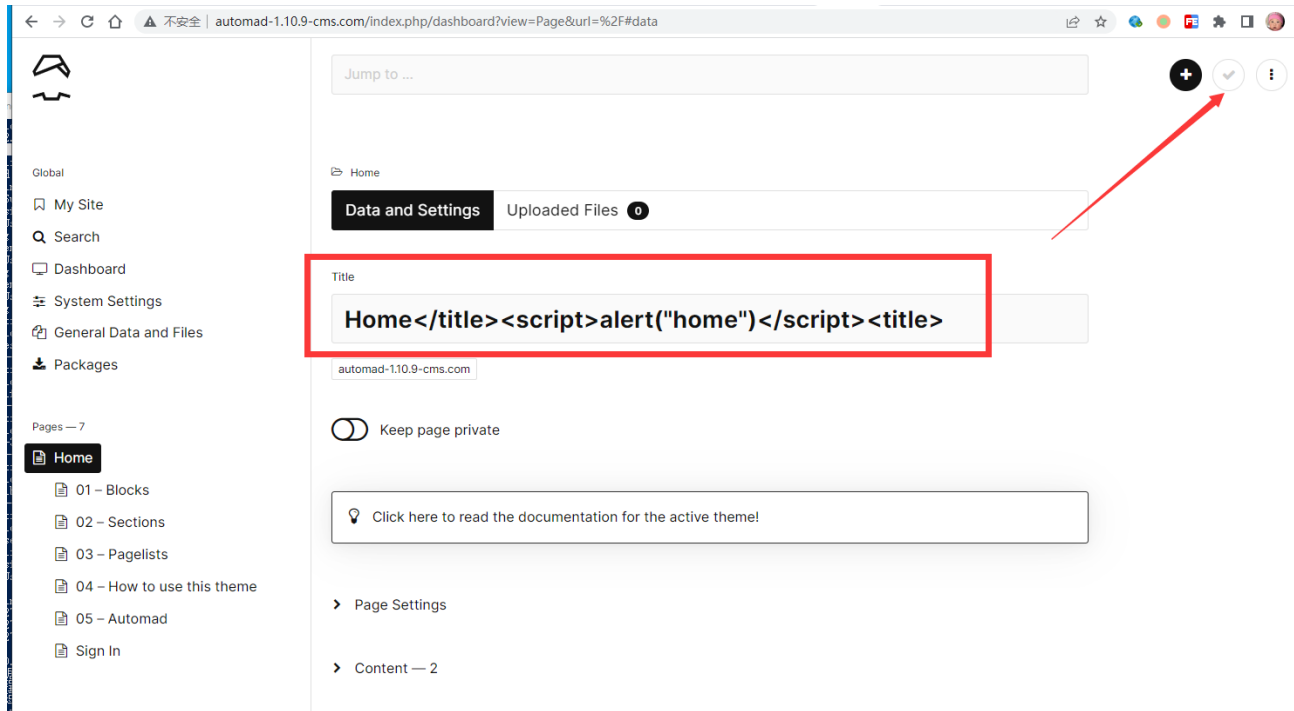 不安全 | automad-1.10.9-cms.com/index.php/dashboard?view=Page&url=%2F#data
Jump to ...
Global
My Site
Search
Dashboard
System Settings
General Data and Files
Packages
Pages — 7
Home
01 – Blocks
02 – Sections
03 – Pagelists
04 – How to use this theme
05 – Automad
Sign In
Home
Data and Settings Uploaded Files 0
Title
Home</title><script>alert("home")</script><title>
automad-1.10.9-cms.com
Keep page private
Click here to read the documentation for the active theme!
Page Settings
Content — 2